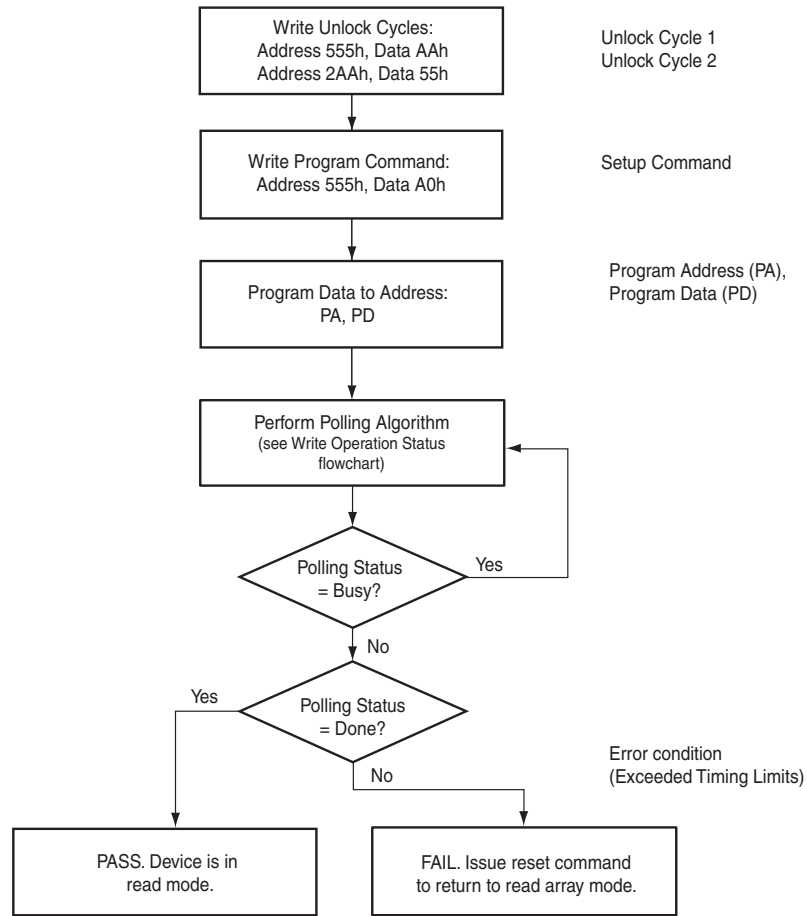 Write Unlock Cycles:
Address 555h, Data AAh
Address 2AAh, Data 55h
Unlock Cycle 1
Unlock Cycle 2
Write Program Command:
Address 555h, Data A0h
Setup Command
Program Data to Address:
PA, PD
Program Address (PA),
Program Data (PD)
Perform Polling Algorithm
(see Write Operation Status
flowchart)
Polling Status
= Busy?
Yes
No
Polling Status
= Done?
Yes
No
Error condition
(Exceeded Timing Limits)
PASS. Device is in
read mode.
FAIL. Issue reset command
to return to read array mode.